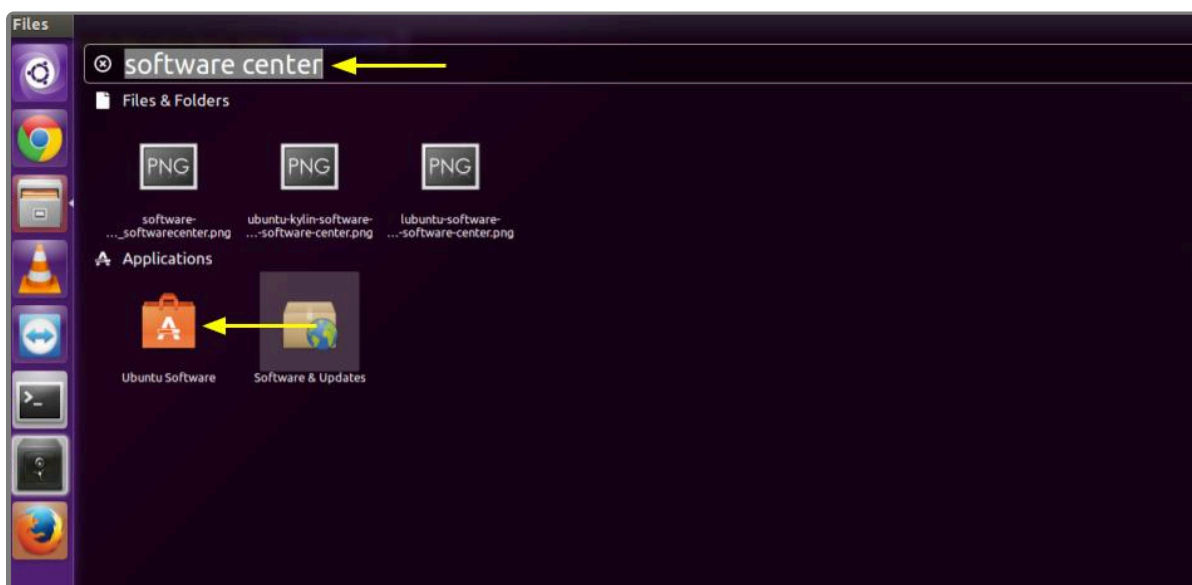 Files
software center
Files & Folders
PNG PNG PNG
software- ubuntu-kylin-software- lubuntu-software-
..._softwarecenter.png ...-software-center.png ...-software-center.png
Applications
Ubuntu Software Software & Updates